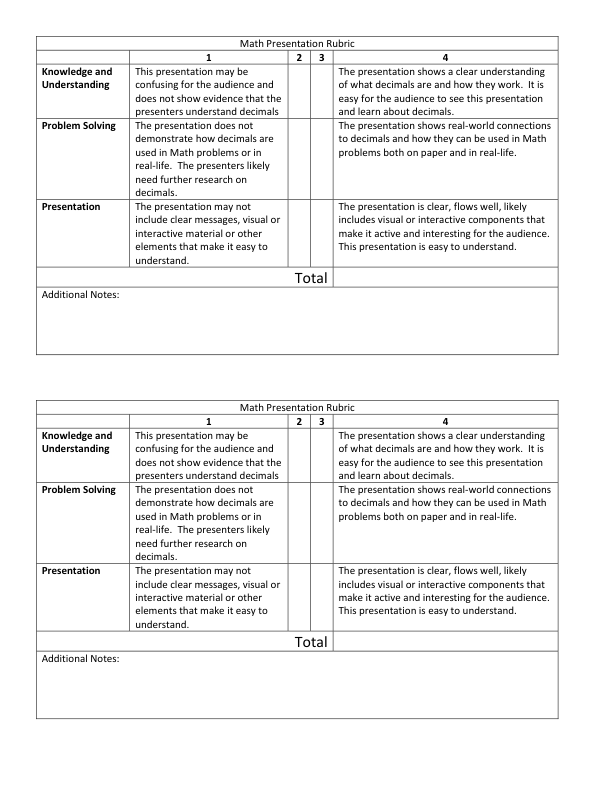 Math Presentation Rubric
1 2 3 4
Knowledge and
Understanding
This presentation may be
confusing for the audience and
does not show evidence that the
presenters understand decimals
The presentation shows a clear understanding
of what decimals are and how they work.  It is
easy for the audience to see this presentation
and learn about decimals.
Problem Solving
The presentation does not
demonstrate how decimals are
used in Math problems or in
real-life.  The presenters likely
need further research on
decimals.
The presentation shows real-world connections
to decimals and how they can be used in Math
problems both on paper and in real-life.
Presentation
The presentation may not
include clear messages, visual or
interactive material or other
elements that make it easy to
understand.
The presentation is clear, flows well, likely
includes visual or interactive components that
make it active and interesting for the audience.
This presentation is easy to understand.
Total
Additional Notes:
Math Presentation Rubric
1 2 3 4
Knowledge and
Understanding
This presentation may be
confusing for the audience and
does not show evidence that the
presenters understand decimals
The presentation shows a clear understanding
of what decimals are and how they work.  It is
easy for the audience to see this presentation
and learn about decimals.
Problem Solving
The presentation does not
demonstrate how decimals are
used in Math problems or in
real-life.  The presenters likely
need further research on
decimals.
The presentation shows real-world connections
to decimals and how they can be used in Math
problems both on paper and in real-life.
Presentation
The presentation may not
include clear messages, visual or
interactive material or other
elements that make it easy to
understand.
The presentation is clear, flows well, likely
includes visual or interactive components that
make it active and interesting for the audience.
This presentation is easy to understand.
Total
Additional Notes: